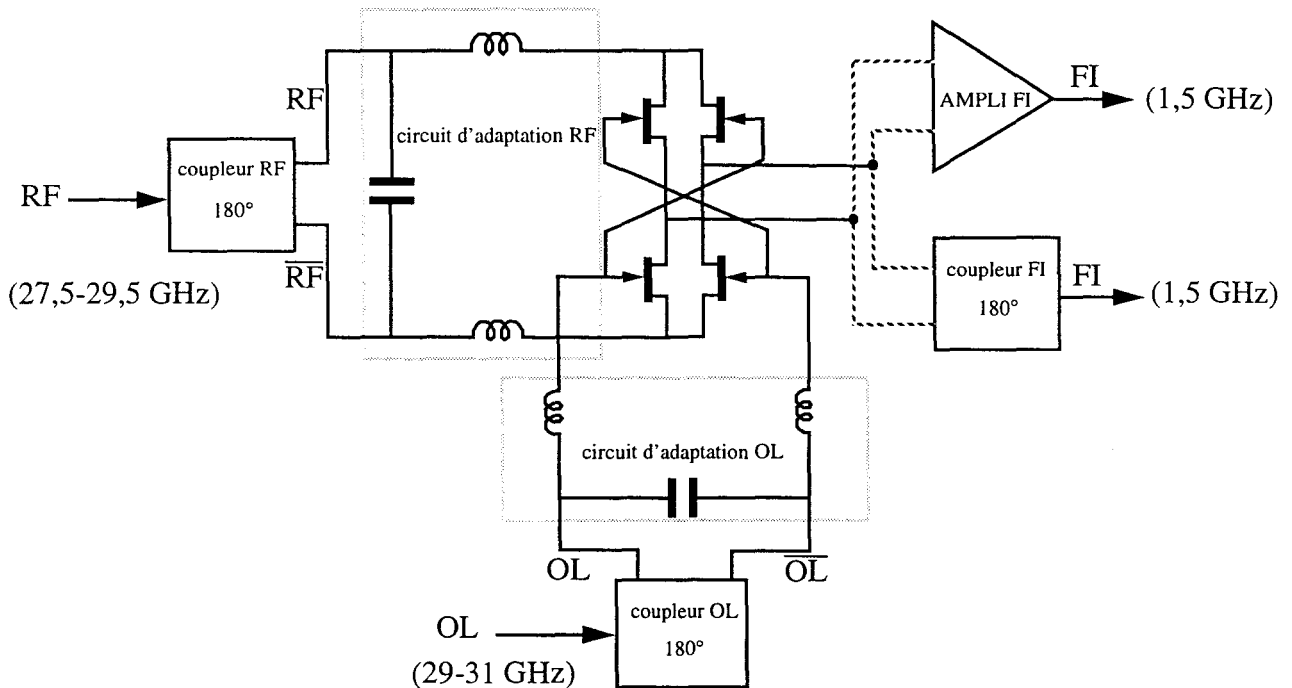 RF
circuit d'adaptation RF
coupleur RF
180°
RF
RF
(27,5-29,5 GHz)
AMPLI FI
FI
(1,5 GHz)
coupleur FI
180°
FI
(1,5 GHz)
circuit d'adaptation OL
OL
OL
coupleur OL
180°
OL
(29-31 GHz)